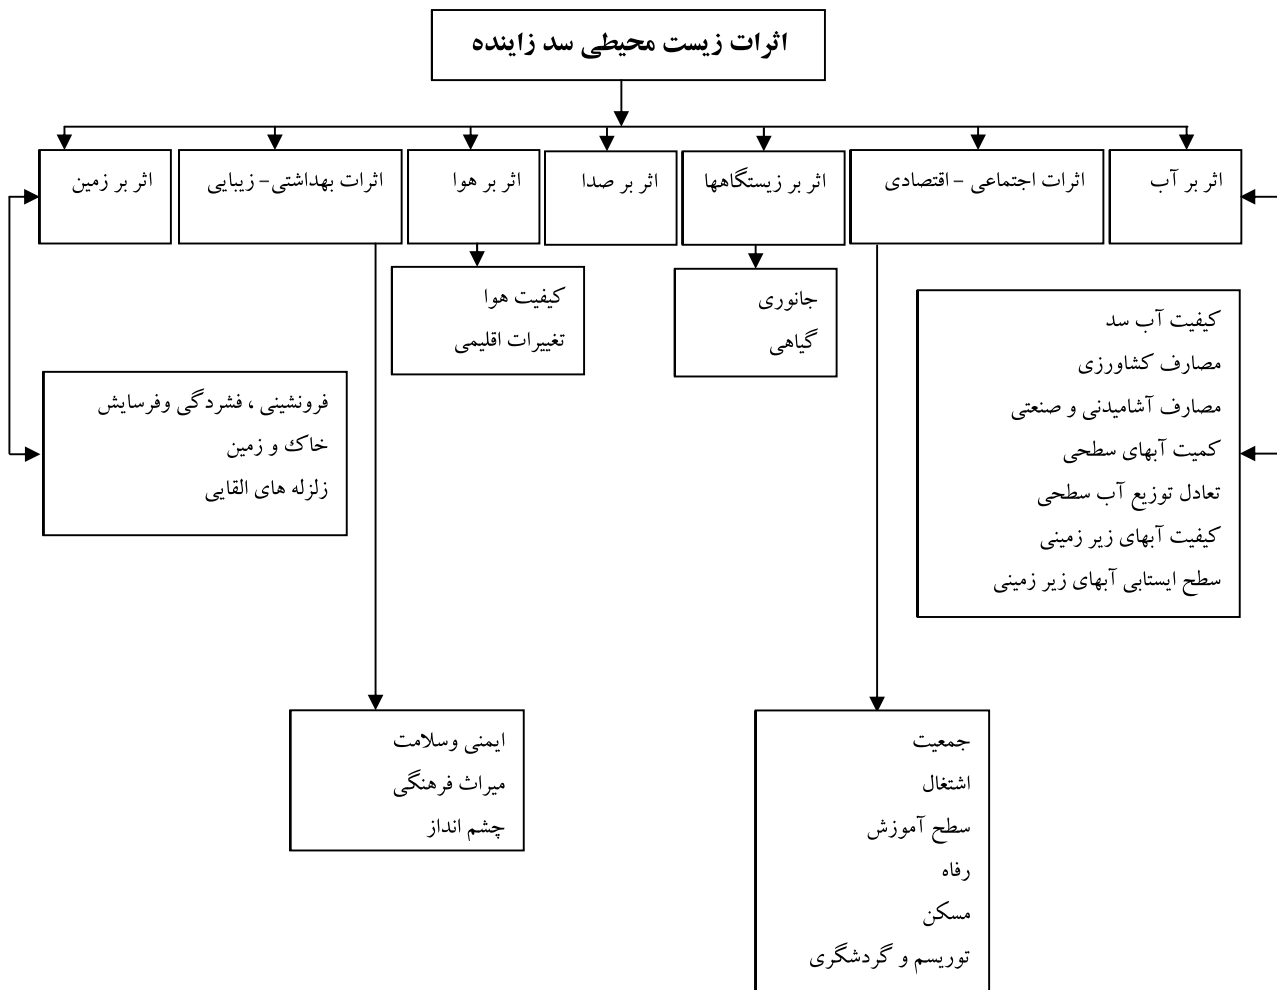 اثرات زیست محیطی سد زاینده
اثر بر آب
اثرات اجتماعی – اقتصادی
اثر بر زیستگاهها
اثر بر صدا
اثر بر هوا
اثرات بهداشتی- زیبایی
اثر بر زمین
کیفیت آب سد
مصارف کشاورزی
مصارف آشامیدنی و صنعتی
کمیت آبهای سطحی
تعادل توزیع آب سطحی
کیفیت آبهای زیر زمینی
سطح ایستابی آبهای زیر زمینی
جانوری
گیاهی
کیفیت هوا
تغییرات اقلیمی
فرونشینی ، فشردگی وفرسایش
خاک و زمین
زلزله های القایی
جمعیت
اشتغال
سطح آموزش
رفاه
مسکن
توریسم و گردشگری
ایمنی وسلامت
میراث فرهنگی
چشم انداز